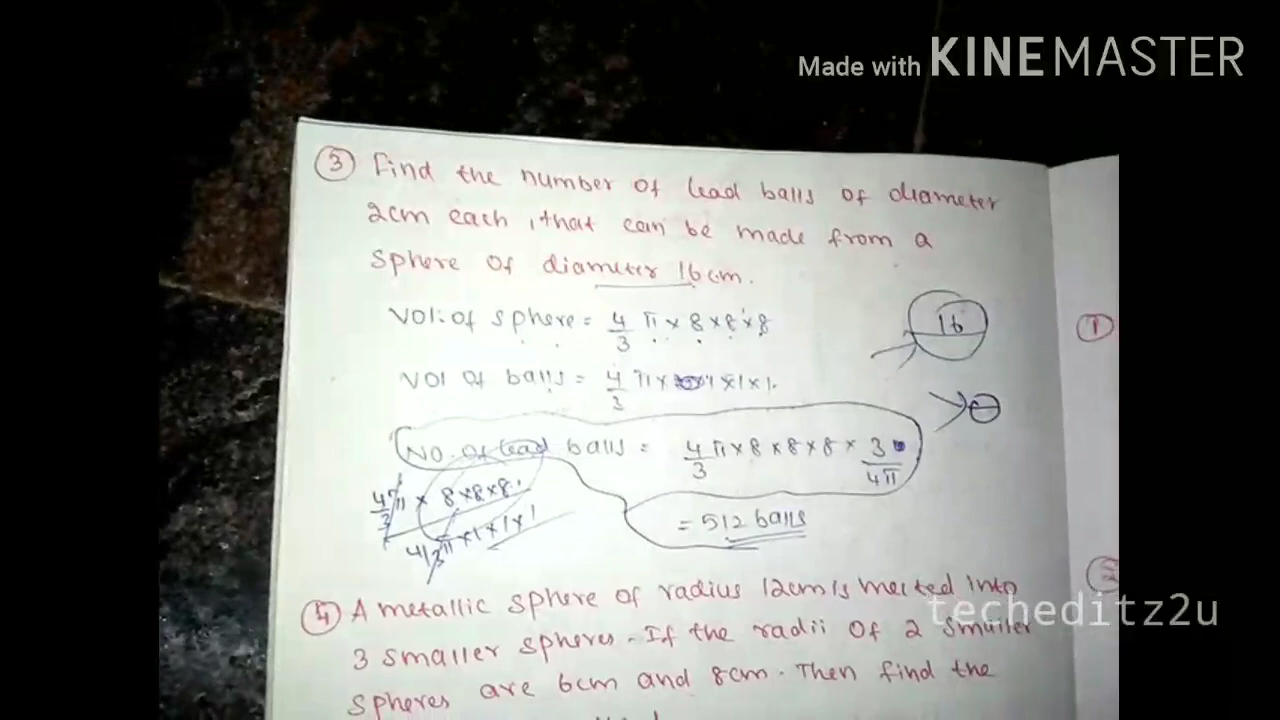 Made with KINEMASTER
③ Find the number of lead balls of diameter
2cm each, that can be made from a
sphere of diameter 16cm.
Vol. of sphere = 4/3 π × 8 × 8 × 8
16
①
Vol of balls = 4/3 π × 1 × 1 × 1.
No. of lead balls = 4/3 π × 8 × 8 × 8 × 3/4π
4/3 π × 8×8×8
4/3 π ×1×1×1
= 512 balls
④ A metallic sphere of radius 12cm is melted into
techeditz2u
3 smaller spheres. If the radii of 2 smaller
spheres are 6cm and 8cm. Then find the